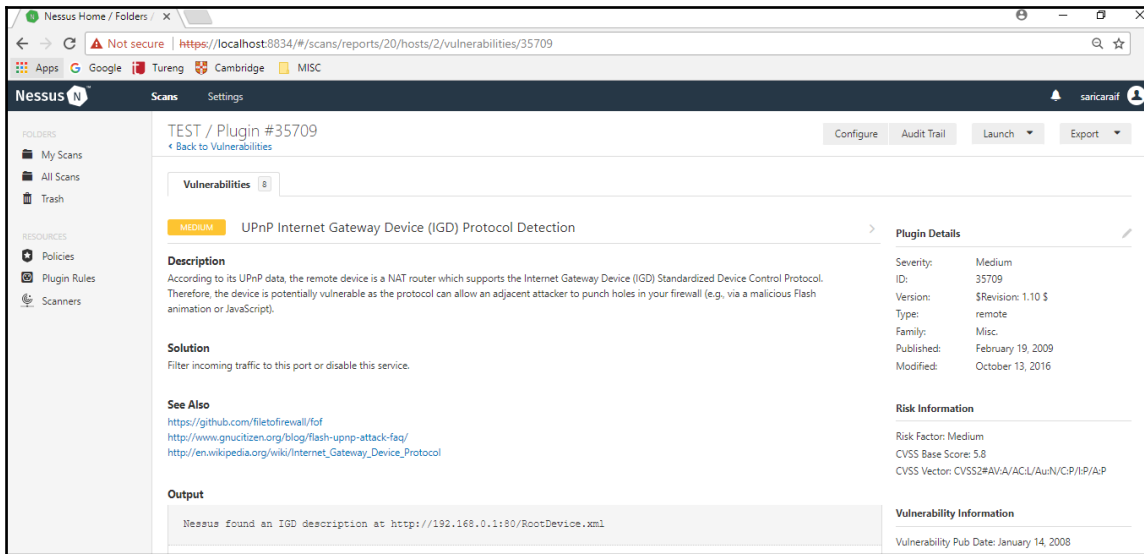 Nessus Home / Folders /
Not secure | https://localhost:8834/#/scans/reports/20/hosts/2/vulnerabilities/35709
Apps Google Tureng Cambridge MISC
Nessus N Scans Settings saricaraif
FOLDERS
My Scans
All Scans
Trash
RESOURCES
Policies
Plugin Rules
Scanners
TEST / Plugin #35709
< Back to Vulnerabilities
Configure Audit Trail Launch Export
Vulnerabilities 8
MEDIUM UPnP Internet Gateway Device (IGD) Protocol Detection
Description
According to its UPnP data, the remote device is a NAT router which supports the Internet Gateway Device (IGD) Standardized Device Control Protocol.
Therefore, the device is potentially vulnerable as the protocol can allow an adjacent attacker to punch holes in your firewall (e.g., via a malicious Flash
animation or JavaScript).
Solution
Filter incoming traffic to this port or disable this service.
See Also
https://github.com/filetofirewall/fof
http://www.gnucitizen.org/blog/flash-upnp-attack-faq/
http://en.wikipedia.org/wiki/Internet_Gateway_Device_Protocol
Output
Nessus found an IGD description at http://192.168.0.1:80/RootDevice.xml
Plugin Details
Severity: Medium
ID: 35709
Version: $Revision: 1.10 $
Type: remote
Family: Misc.
Published: February 19, 2009
Modified: October 13, 2016
Risk Information
Risk Factor: Medium
CVSS Base Score: 5.8
CVSS Vector: CVSS2#AV:A/AC:L/Au:N/C:P/I:P/A:P
Vulnerability Information
Vulnerability Pub Date: January 14, 2008